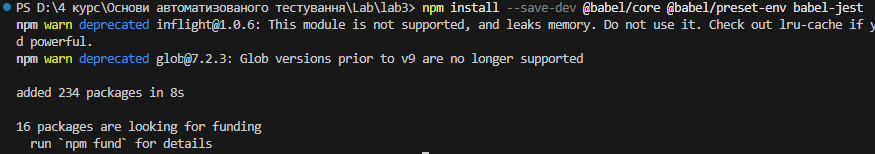 PS D:\4 курс\Основи автоматизованого тестування\Lab\lab3> npm install --save-dev @babel/core @babel/preset-env babel-jest
npm warn deprecated inflight@1.0.6: This module is not supported, and leaks memory. Do not use it. Check out lru-cache if y
d powerful.
npm warn deprecated glob@7.2.3: Glob versions prior to v9 are no longer supported
added 234 packages in 8s
16 packages are looking for funding
run `npm fund` for details